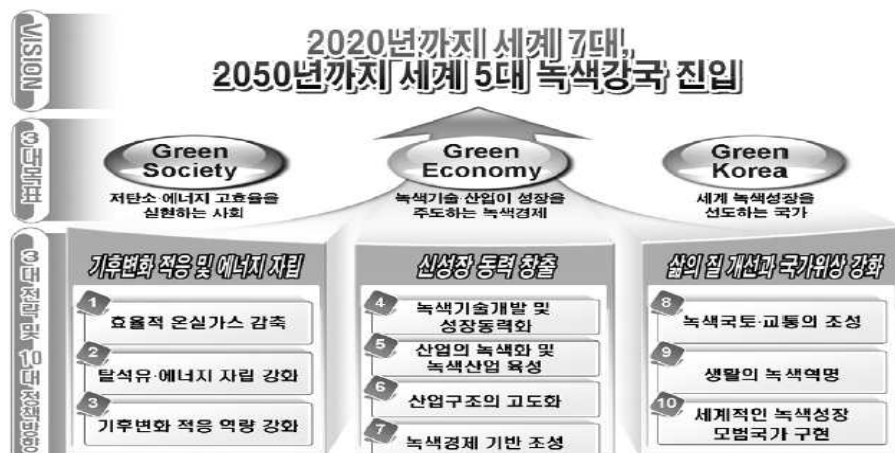 VISION
2020년까지 세계 7대,
2050년까지 세계 5대 녹색강국 진입
3대목표
Green
Society
저탄소·에너지 고효율을
실현하는 사회
Green
Economy
녹색기술·산업이 성장을
주도하는 녹색경제
Green
Korea
세계 녹색성장을
선도하는 국가
3대 전략 및 10대 정책방향
기후변화 적응 및 에너지 자립
1
효율적 온실가스 감축
2
탈석유·에너지 자립 강화
3
기후변화 적응 역량 강화
신성장 동력 창출
4
녹색기술개발 및
성장동력화
5
산업의 녹색화 및
녹색산업 육성
6
산업구조의 고도화
7
녹색경제 기반 조성
삶의 질 개선과 국가위상 강화
8
녹색국토·교통의 조성
9
생활의 녹색혁명
10
세계적인 녹색성장
모범국가 구현